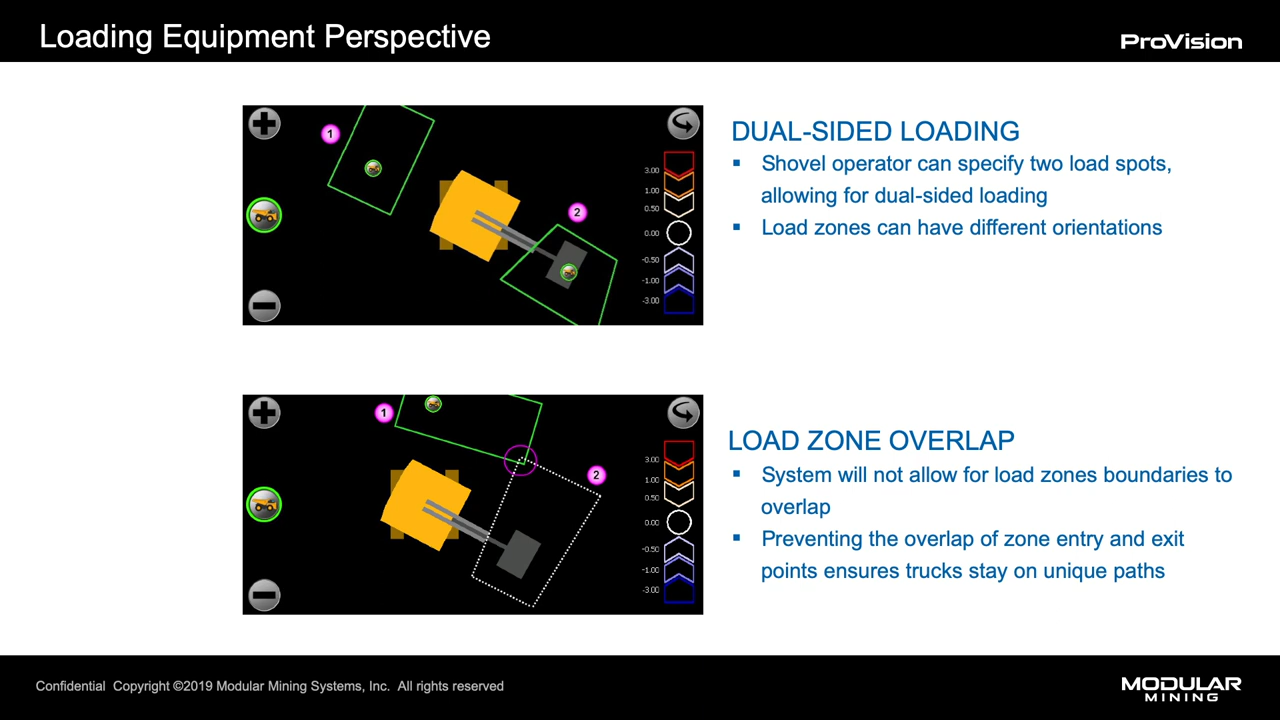 Loading Equipment Perspective
ProVision
1
2
3.00
1.00
0.50
0.00
-0.50
-1.00
-3.00
DUAL-SIDED LOADING
▪ Shovel operator can specify two load spots,
allowing for dual-sided loading
▪ Load zones can have different orientations
1
2
3.00
1.00
0.50
0.00
-0.50
-1.00
-3.00
LOAD ZONE OVERLAP
▪ System will not allow for load zones boundaries to
overlap
▪ Preventing the overlap of zone entry and exit
points ensures trucks stay on unique paths
Confidential Copyright ©2019 Modular Mining Systems, Inc. All rights reserved
MODULAR
MINING